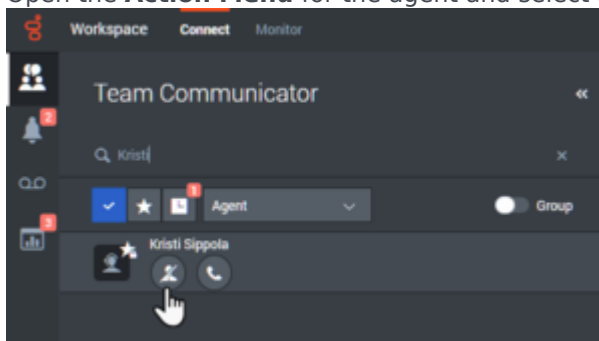 Open the Action Menu for the agent and select
Workspace Connect Monitor
Team Communicator
2
Kristi
1
Agent
Group
3
Kristi Sippola